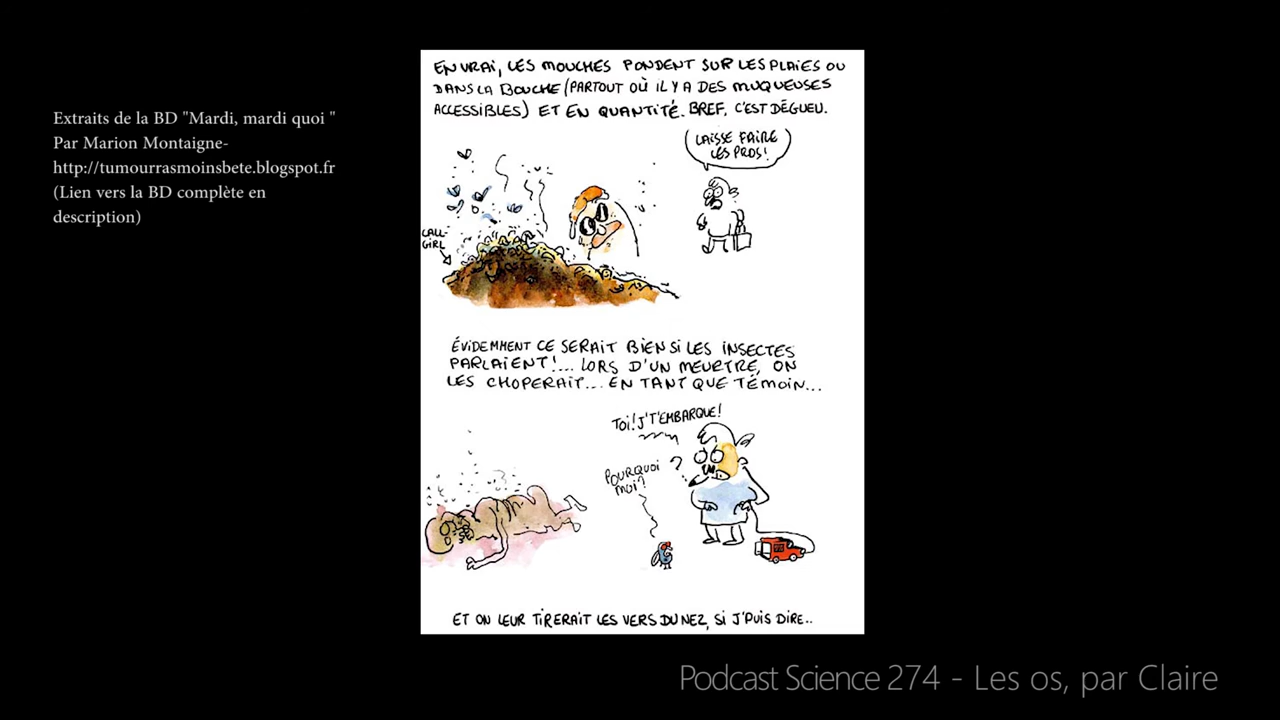 Extraits de la BD "Mardi, mardi quoi "
Par Marion Montaigne-
http://tumourrasmoinsbete.blogspot.fr
(Lien vers la BD complète en
description)
EN VRAI, LES MOUCHES PONDENT SUR LES PLAIES OU
DANS LA BOUCHE (PARTOUT OÙ IL Y A DES MUQUEUSES
ACCESSIBLES) ET EN QUANTITÉ. BREF, C'EST DÉGUEU.
LAISSE FAIRE
LES PROS!
CALL-
GIRL
ÉVIDEMMENT CE SERAIT BIEN SI LES INSECTES
PARLAIENT!... LORS D'UN MEURTRE, ON
LES CHOPERAIT... EN TANT QUE TÉMOIN...
TOI! J'T'EMBARQUE!
POURQUOI
MOI?
?
ET ON LEUR TIRERAIT LES VERS DU NEZ, SI J'PUIS DIRE..
Podcast Science 274 - Les os, par Claire